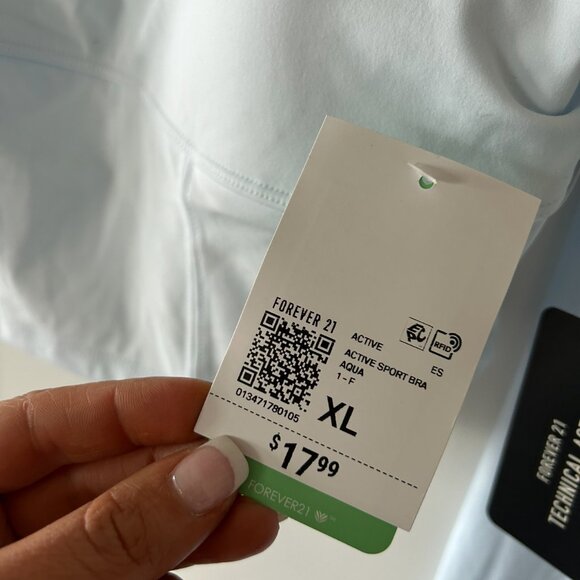 FOREVER 21
ACTIVE
RFID
ES
ACTIVE SPORT BRA
AQUA
1-F
013471780105
XL
$17.99
FOREVER21
FOREVER 21
TECHNICAL